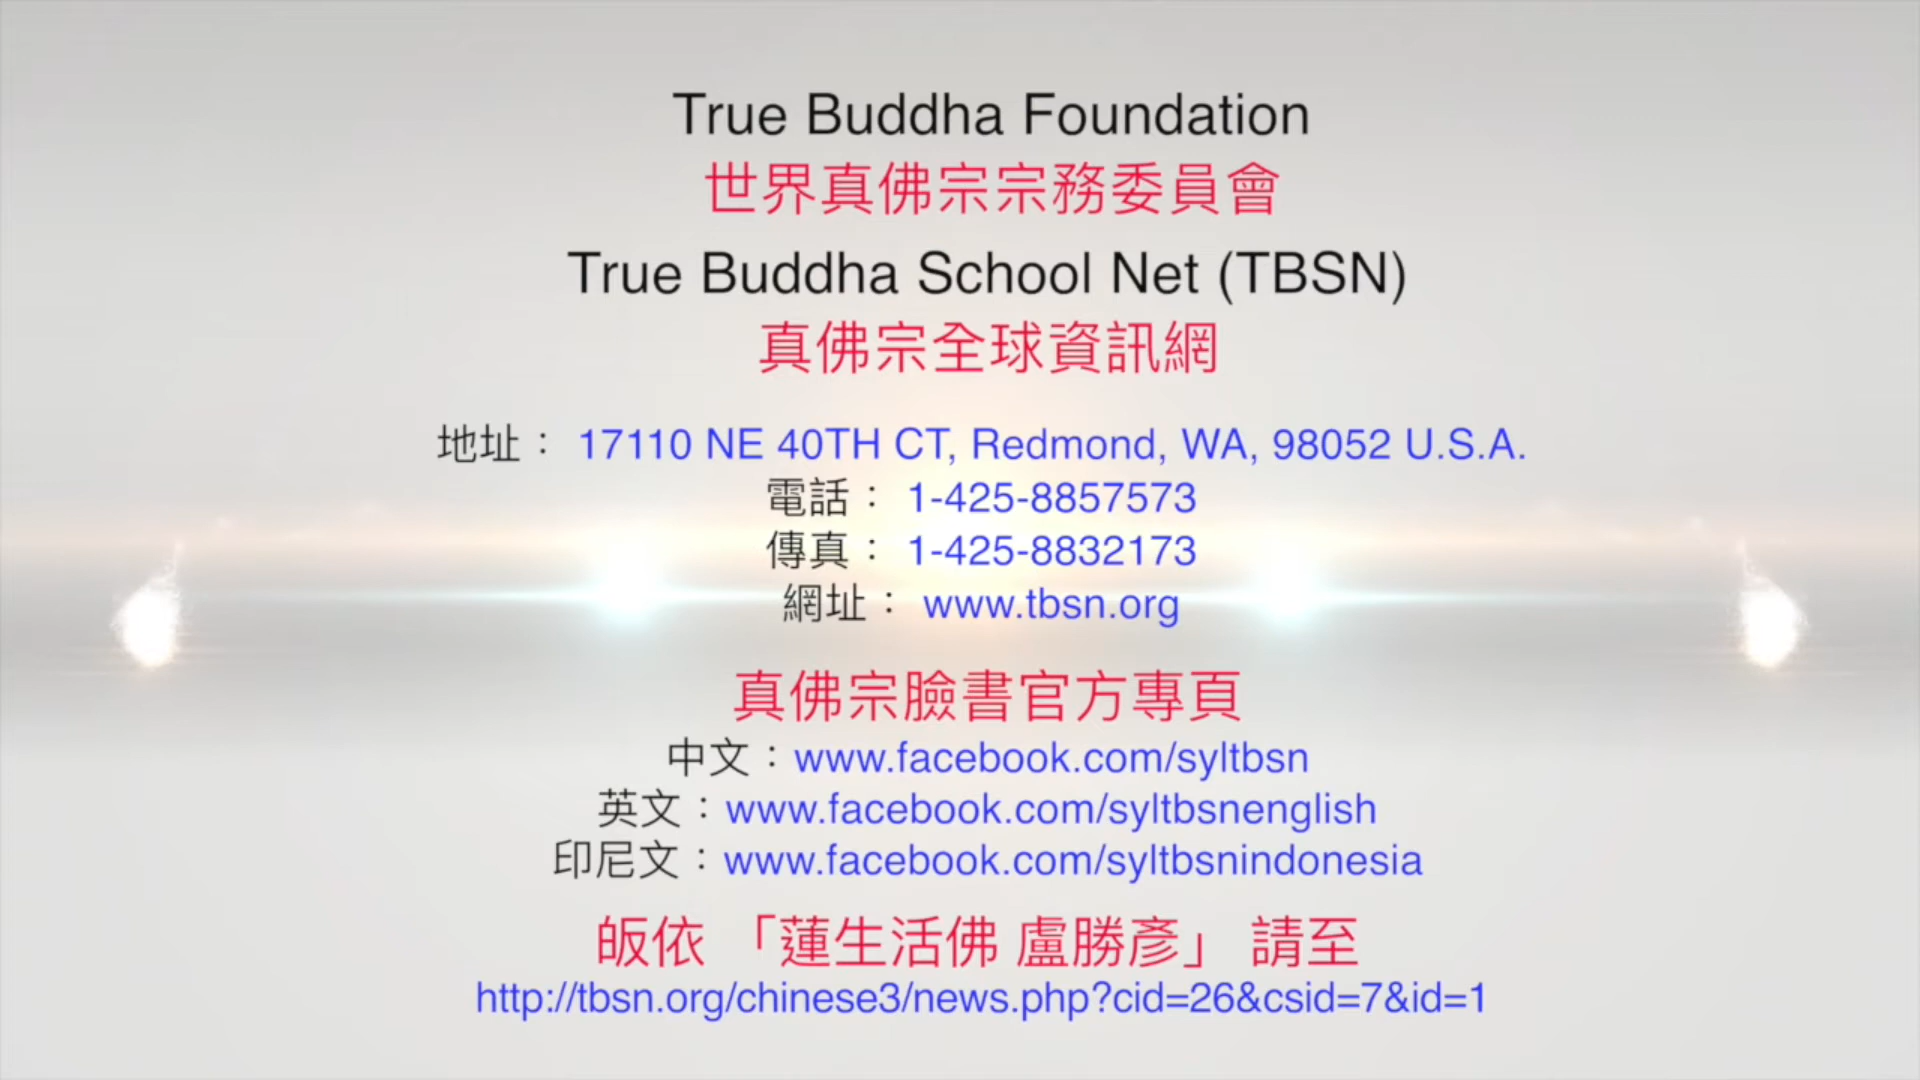 True Buddha Foundation
世界真佛宗宗務委員會
True Buddha School Net (TBSN)
真佛宗全球資訊網
地址： 17110 NE 40TH CT, Redmond, WA, 98052 U.S.A.
電話： 1-425-8857573
傳真： 1-425-8832173
網址： www.tbsn.org
真佛宗臉書官方專頁
中文：www.facebook.com/syltbsn
英文：www.facebook.com/syltbsnenglish
印尼文：www.facebook.com/syltbsnindonesia
皈依 「蓮生活佛 盧勝彥」 請至
http://tbsn.org/chinese3/news.php?cid=26&csid=7&id=1